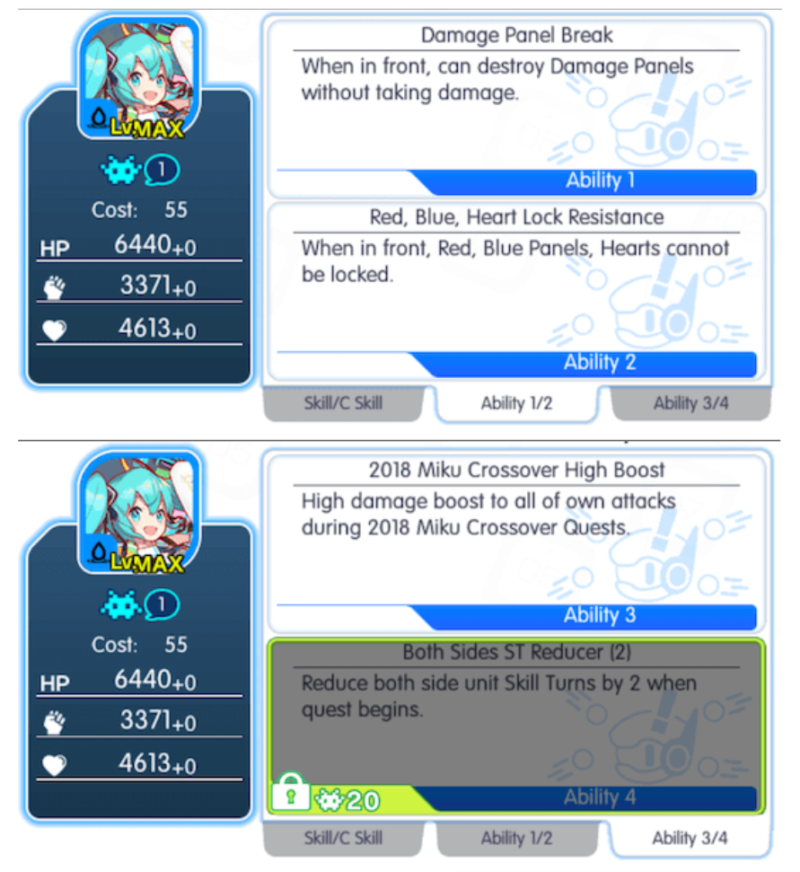 LvMAX
1
Cost: 55
HP 6440+0
3371+0
4613+0
Damage Panel Break
When in front, can destroy Damage Panels
without taking damage.
Ability 1
Red, Blue, Heart Lock Resistance
When in front, Red, Blue Panels, Hearts cannot
be locked.
Ability 2
Skill/C Skill
Ability 1/2
Ability 3/4
LvMAX
1
Cost: 55
HP 6440+0
3371+0
4613+0
2018 Miku Crossover High Boost
High damage boost to all of own attacks
during 2018 Miku Crossover Quests.
Ability 3
Both Sides ST Reducer (2)
Reduce both side unit Skill Turns by 2 when
quest begins.
20
Ability 4
Skill/C Skill
Ability 1/2
Ability 3/4